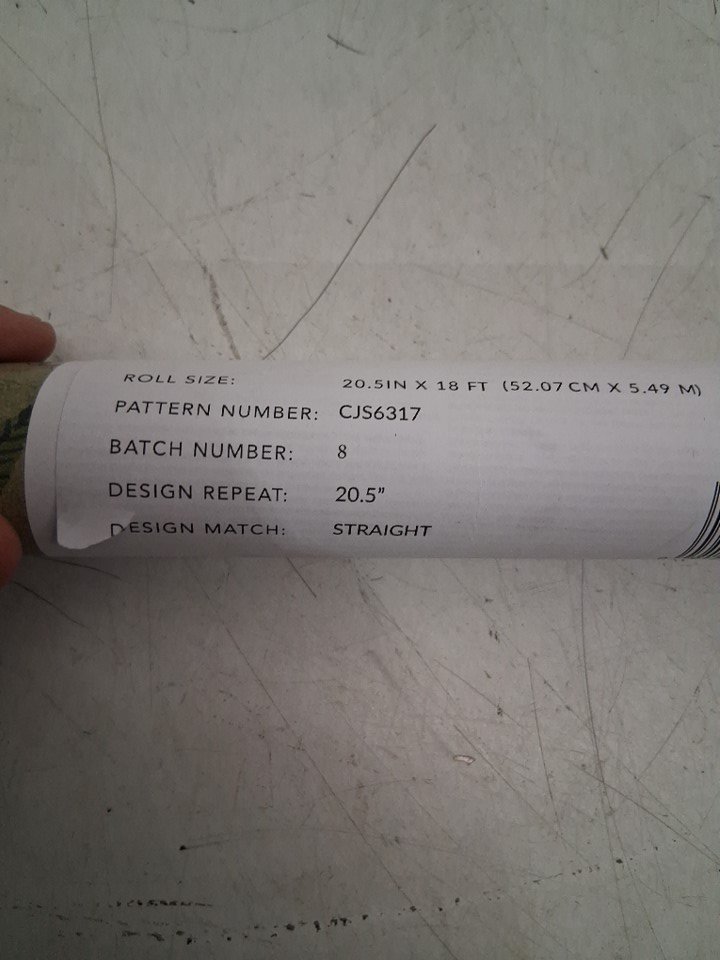 ROLL SIZE: 20.5IN X 18 FT (52.07 CM X 5.49 M)
PATTERN NUMBER: CJS6317
BATCH NUMBER: 8
DESIGN REPEAT: 20.5”
DESIGN MATCH: STRAIGHT